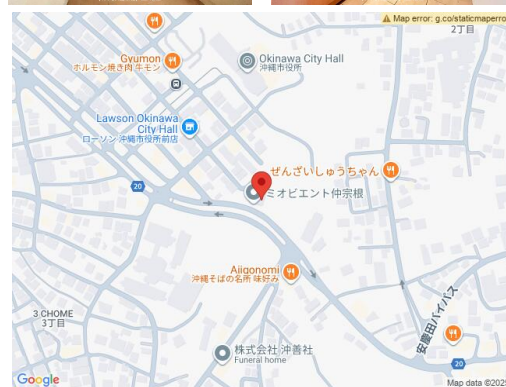 Map error: g.co/staticmaperro
2丁目
Gyumon
ホルモン焼き肉 牛モン
Okinawa City Hall
沖縄市役所
Lawson Okinawa
City Hall
ローソン 沖縄市役所前店
ぜんざいしゅうちゃん
ミオビエント仲宗根
20
Ajigonomi
沖縄そばの名所 味好み
3 CHOME
3丁目
安慶田バイパス
株式会社 沖善社
Funeral home
20
Google
Map data ©202